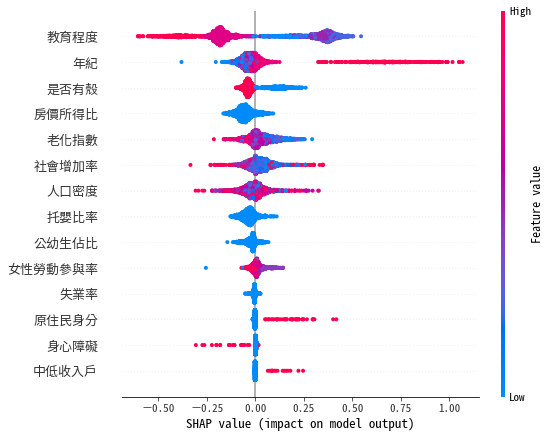 High
教育程度
年紀
是否有殼
房價所得比
老化指數
社會增加率
人口密度
托嬰比率
公幼生佔比
女性勞動參與率
失業率
原住民身分
身心障礙
中低收入戶
Feature value
Low
−0.50 −0.25 0.00 0.25 0.50 0.75 1.00
SHAP value (impact on model output)